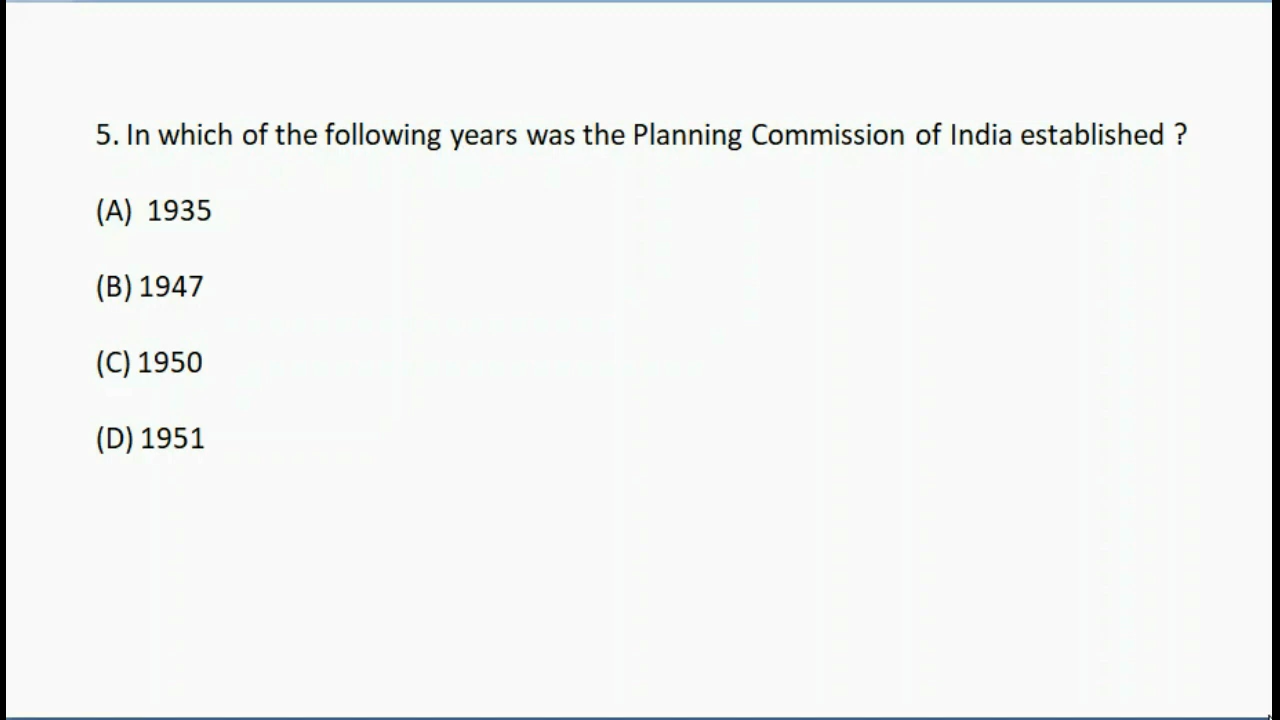 5. In which of the following years was the Planning Commission of India established ?
(A) 1935
(B) 1947
(C) 1950
(D) 1951